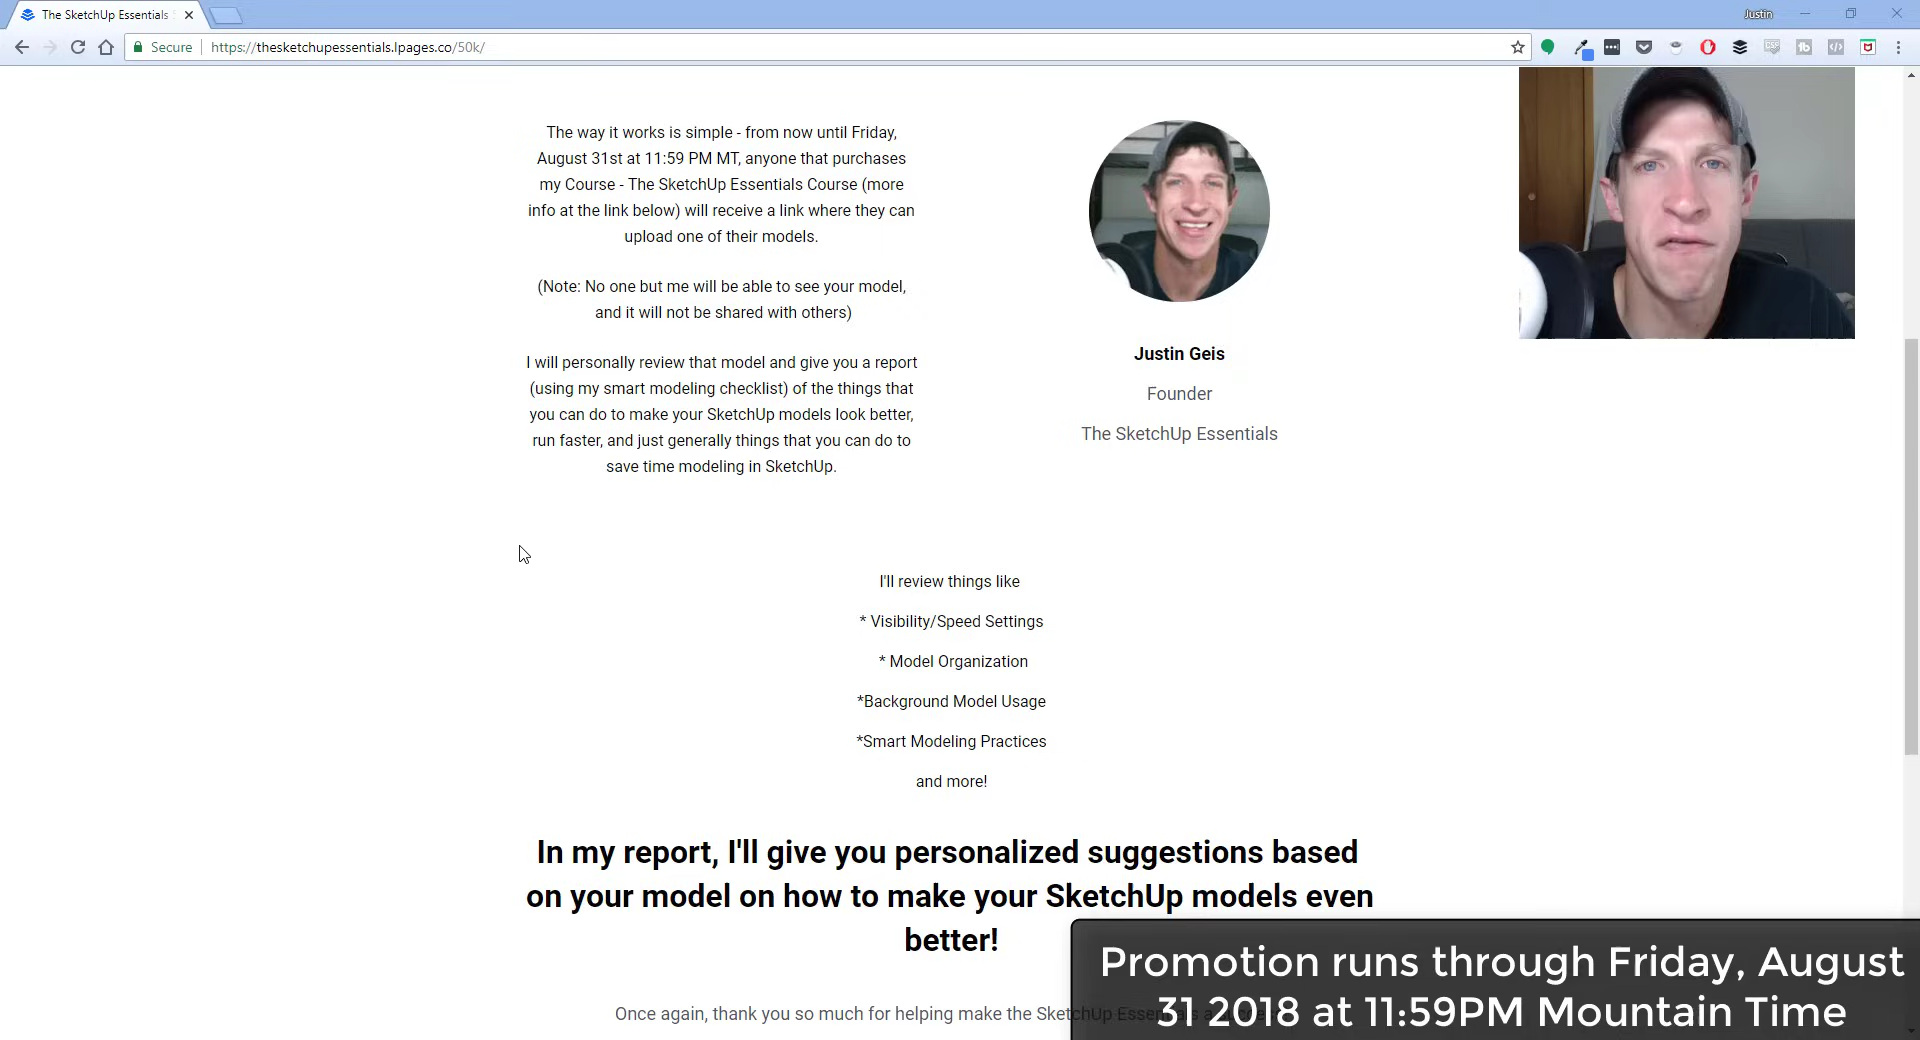 The SketchUp Essentials
Justin
Secure
https://thesketchupessentials.lpages.co/50k/
The way it works is simple - from now until Friday,
August 31st at 11:59 PM MT, anyone that purchases
my Course - The SketchUp Essentials Course (more
info at the link below) will receive a link where they can
upload one of their models.
(Note: No one but me will be able to see your model,
and it will not be shared with others)
I will personally review that model and give you a report
(using my smart modeling checklist) of the things that
you can do to make your SketchUp models look better,
run faster, and just generally things that you can do to
save time modeling in SketchUp.
Justin Geis
Founder
The SketchUp Essentials
I'll review things like
* Visibility/Speed Settings
* Model Organization
*Background Model Usage
*Smart Modeling Practices
and more!
In my report, I'll give you personalized suggestions based
on your model on how to make your SketchUp models even
better!
Once again, thank you so much for helping make the SketchUp Essentials a
Promotion runs through Friday, August
31 2018 at 11:59PM Mountain Time